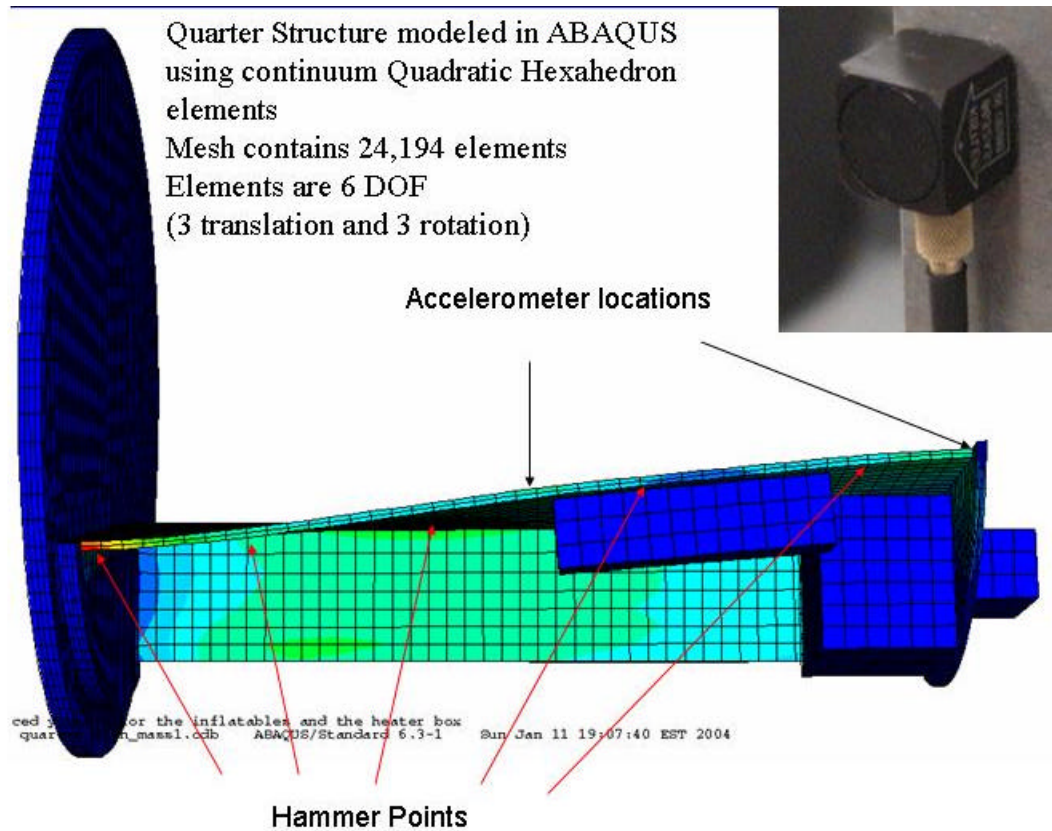 Quarter Structure modeled in ABAQUS
using continuum Quadratic Hexahedron
elements
Mesh contains 24,194 elements
Elements are 6 DOF
(3 translation and 3 rotation)
Accelerometer locations
ced for the inflatables and the heater box
ABAQUS/Standard 6.3-1 Sun Jan 11 19:07:40 EST 2004
Hammer Points